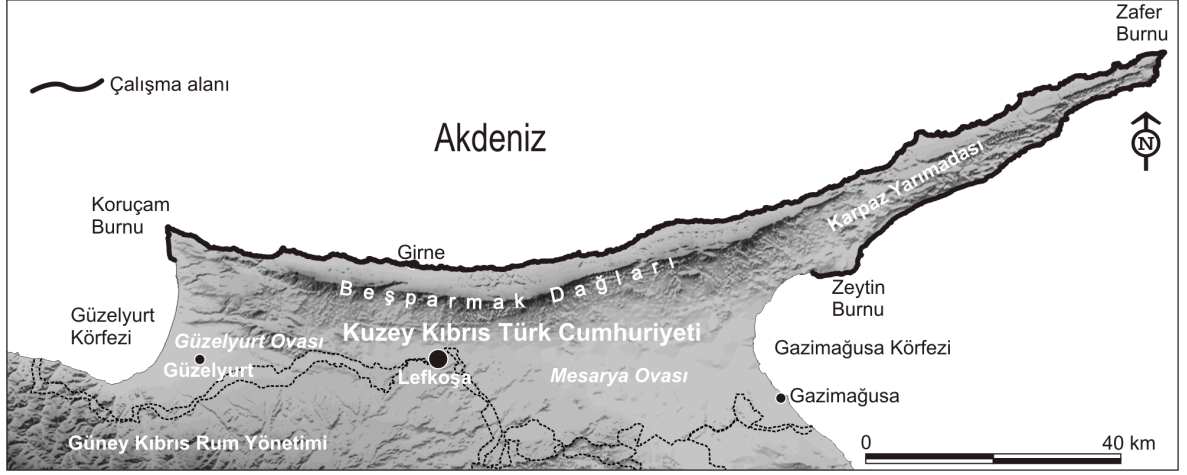 Zafer
Burnu
Çalışma alanı
Akdeniz
N
Karpaz Yarımadası
Koruçam
Burnu
Girne
Beşparmak Dağları
Zeytin
Burnu
Güzelyurt
Körfezi
Kuzey Kıbrıs Türk Cumhuriyeti
Güzelyurt Ovası
Gazimağusa Körfezi
Güzelyurt
Lefkoşa
Mesarya Ovası
Gazimağusa
Güney Kıbrıs Rum Yönetimi
0 40 km